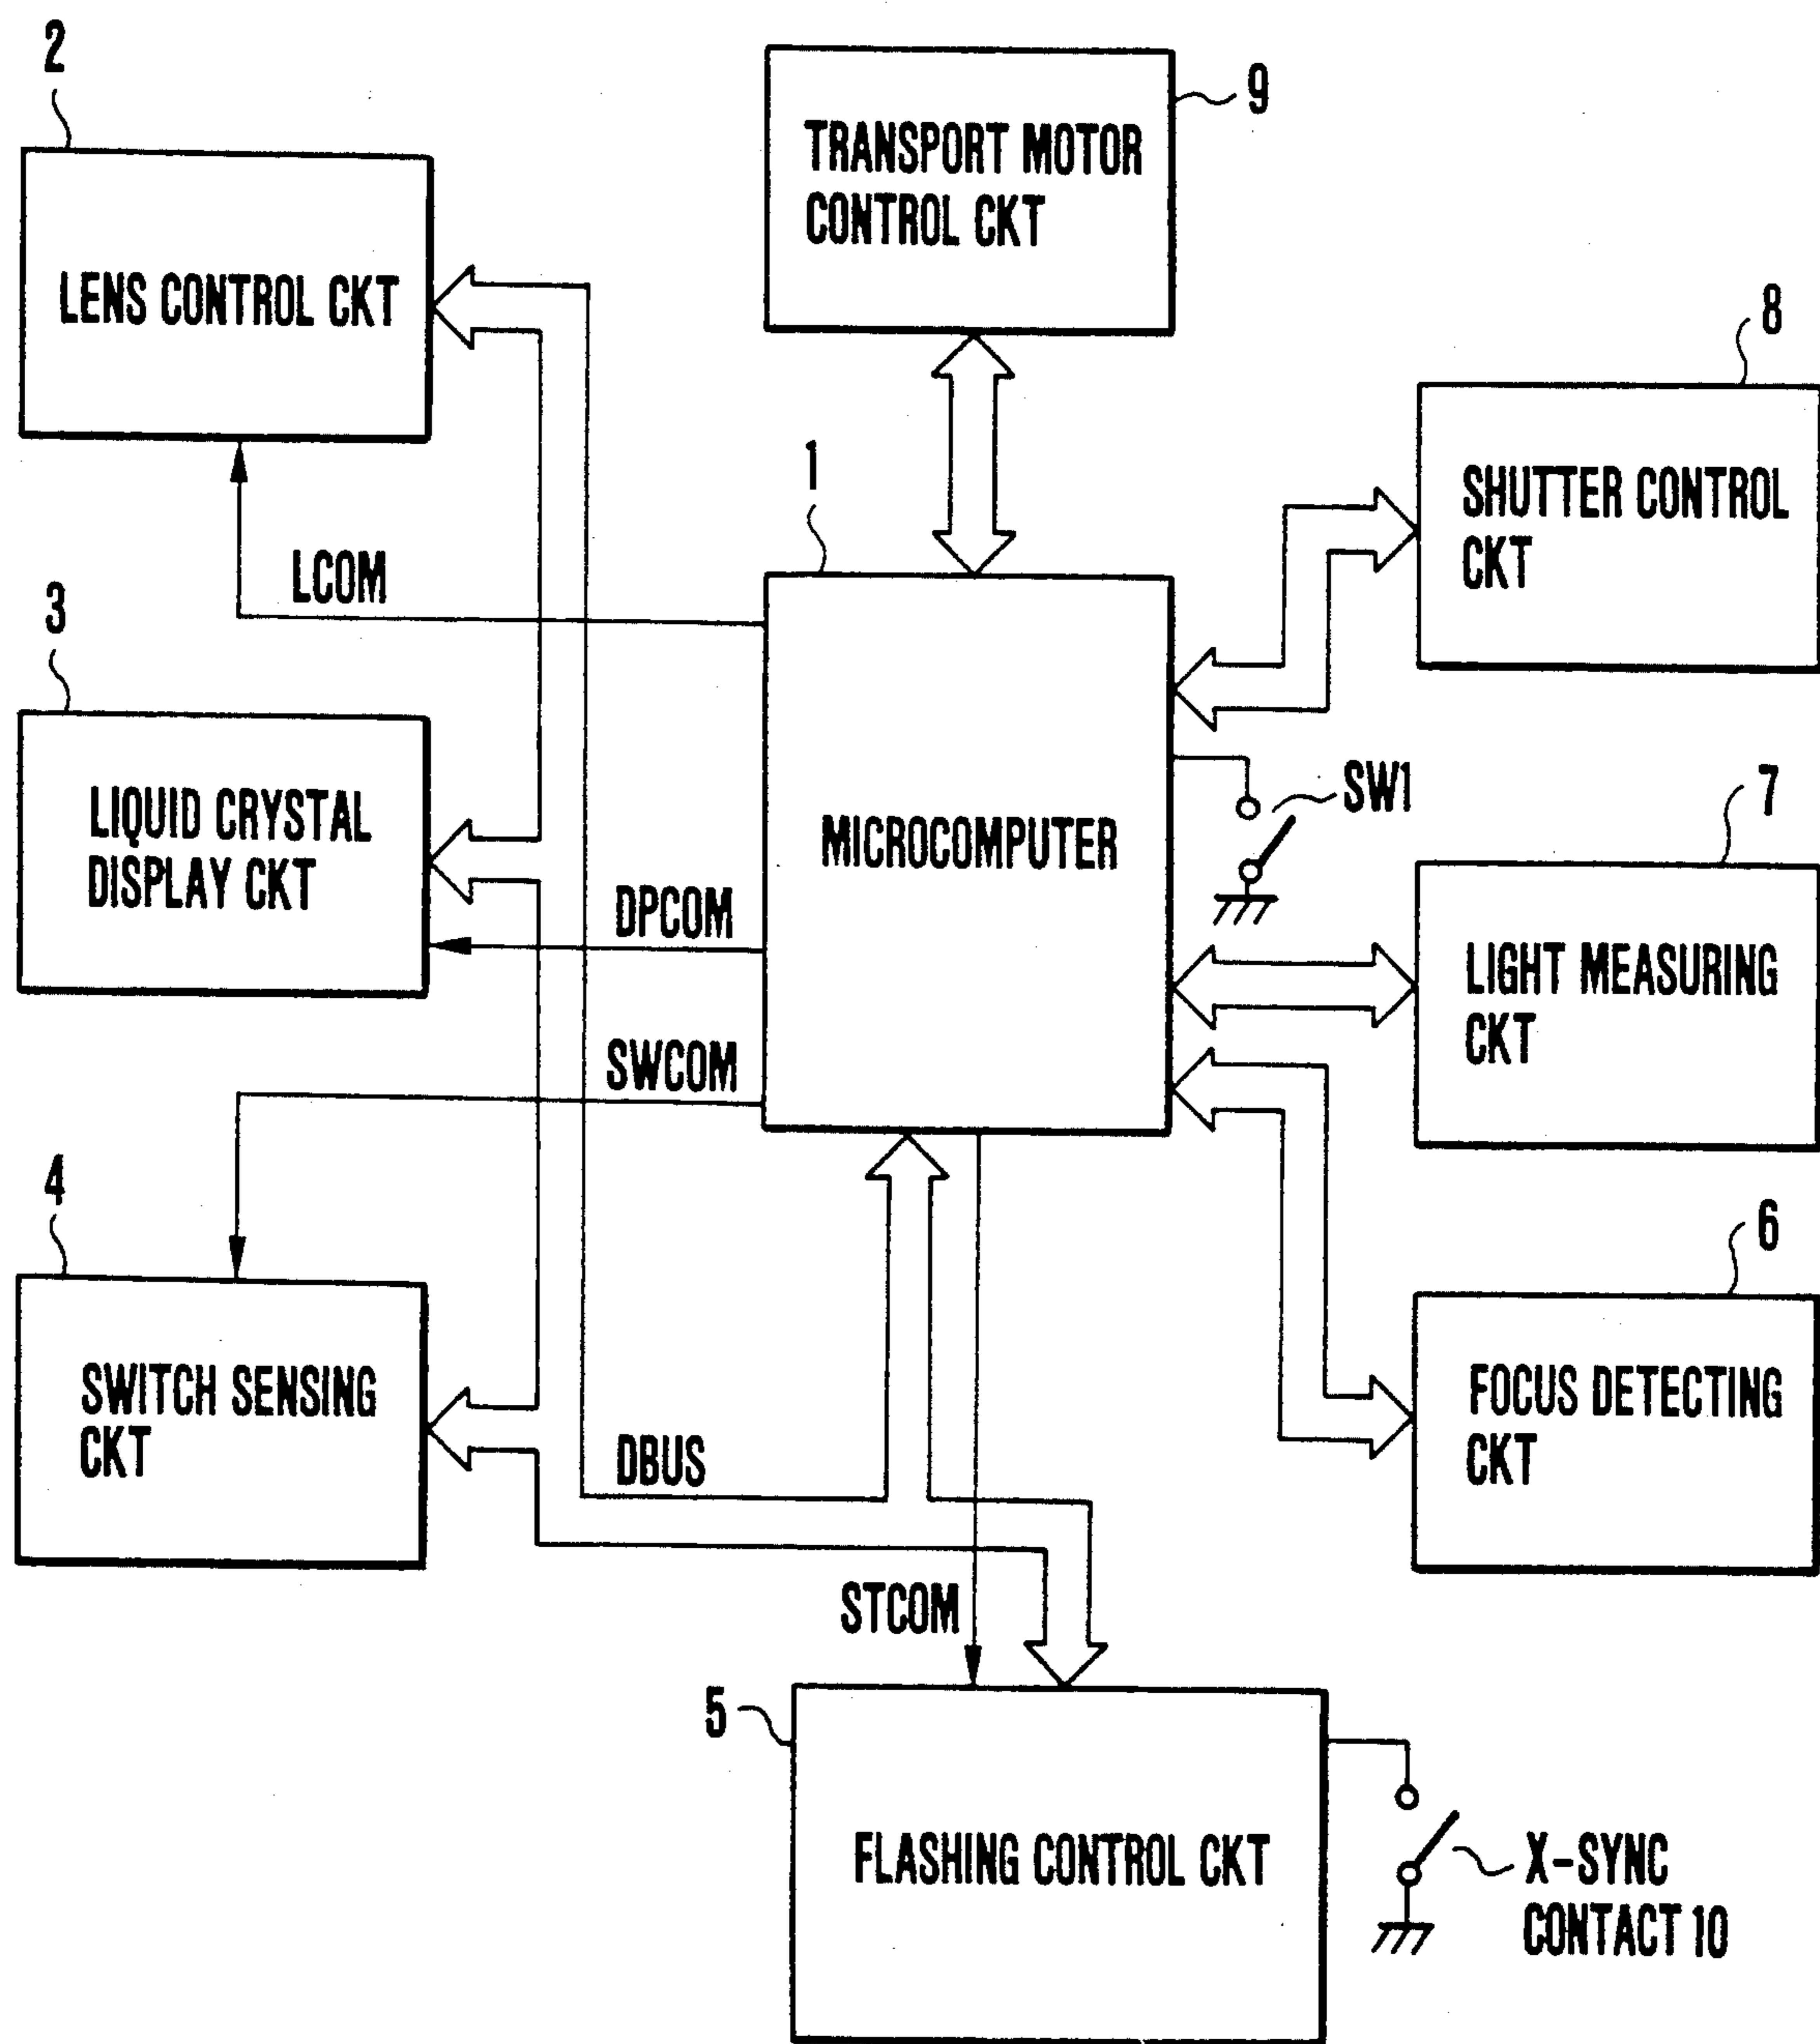 2
LENS CONTROL CKT
9
TRANSPORT MOTOR
CONTROL CKT
8
SHUTTER CONTROL
CKT
1
MICROCOMPUTER
LCOM
3
LIQUID CRYSTAL
DISPLAY CKT
DPCOM
SW1
7
LIGHT MEASURING
CKT
SWCOM
4
SWITCH SENSING
CKT
DBUS
6
FOCUS DETECTING
CKT
STCOM
5
FLASHING CONTROL CKT
X-SYNC
CONTACT 10